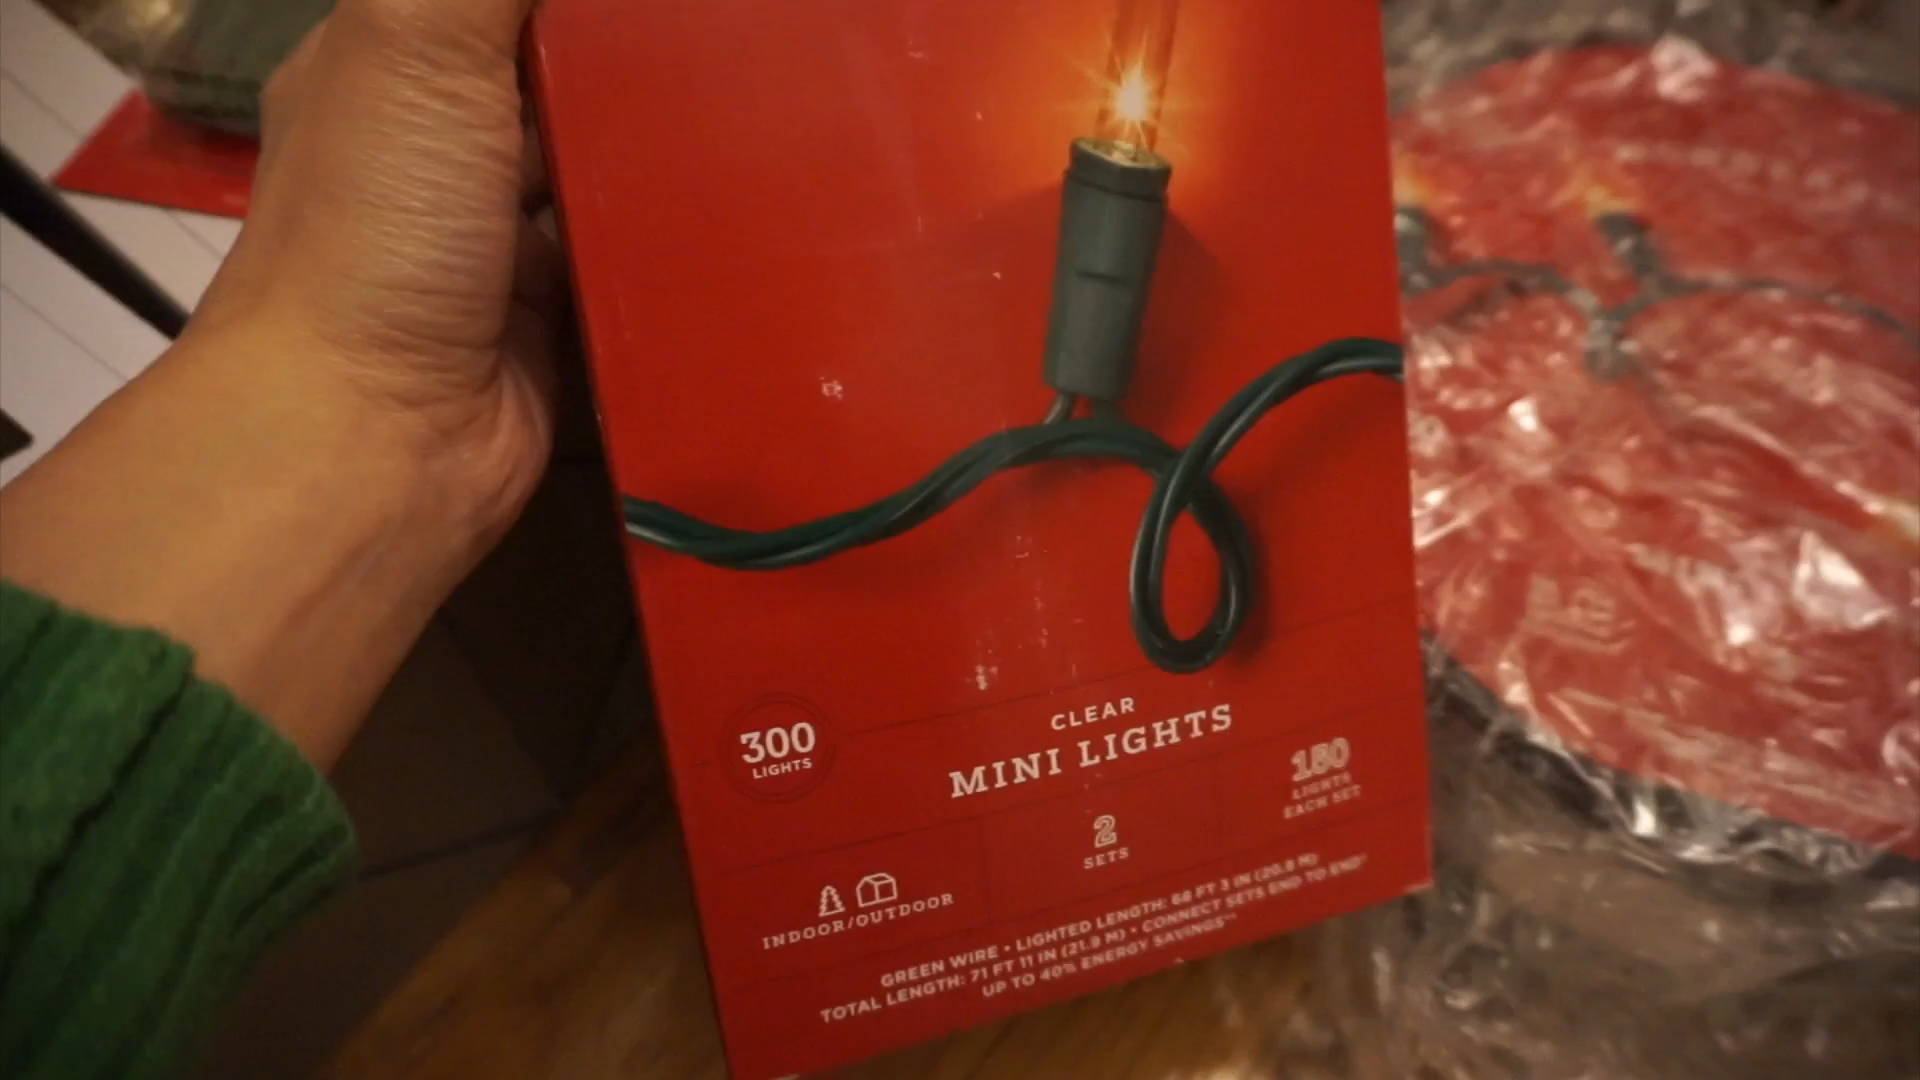 300
LIGHTS
CLEAR
MINI LIGHTS
150
LIGHTS
EACH SET
2
SETS
INDOOR/OUTDOOR
GREEN WIRE • LIGHTED LENGTH: 68 FT 3 IN (20.8 M)
TOTAL LENGTH: 71 FT 11 IN (21.9 M) • CONNECT SETS END TO END*
UP TO 40% ENERGY SAVINGS**